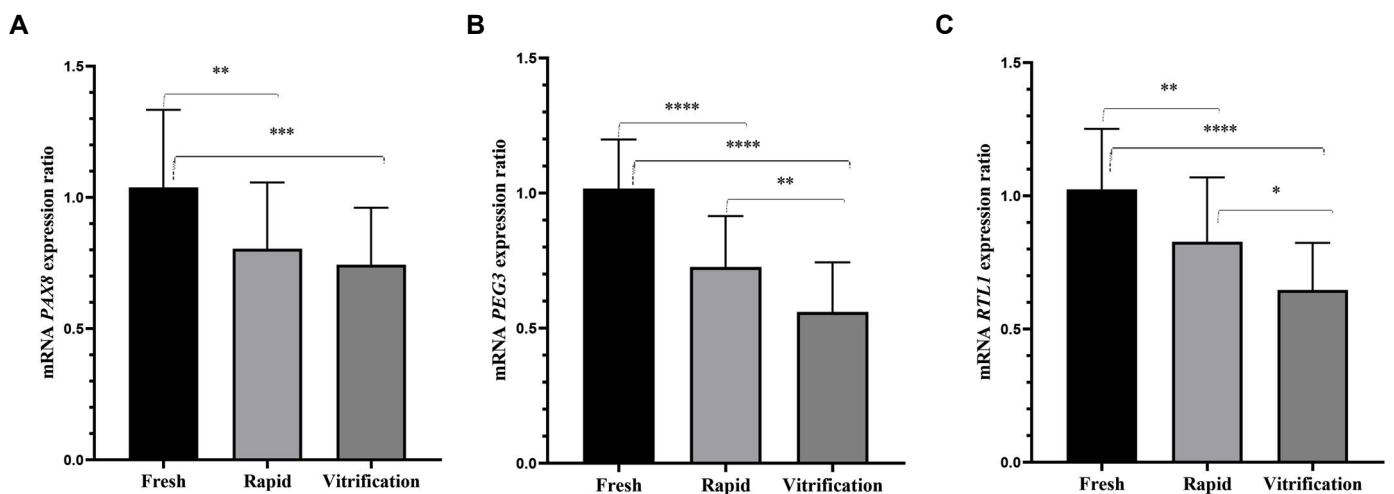 A
mRNA PAX8 expression ratio
1.5
1.0
0.5
0.0
**
***
Fresh Rapid Vitrification
B
mRNA PEG3 expression ratio
1.5
1.0
0.5
0.0
****
****
**
Fresh Rapid Vitrification
C
mRNA RTL1 expression ratio
1.5
1.0
0.5
0.0
**
****
*
Fresh Rapid Vitrification